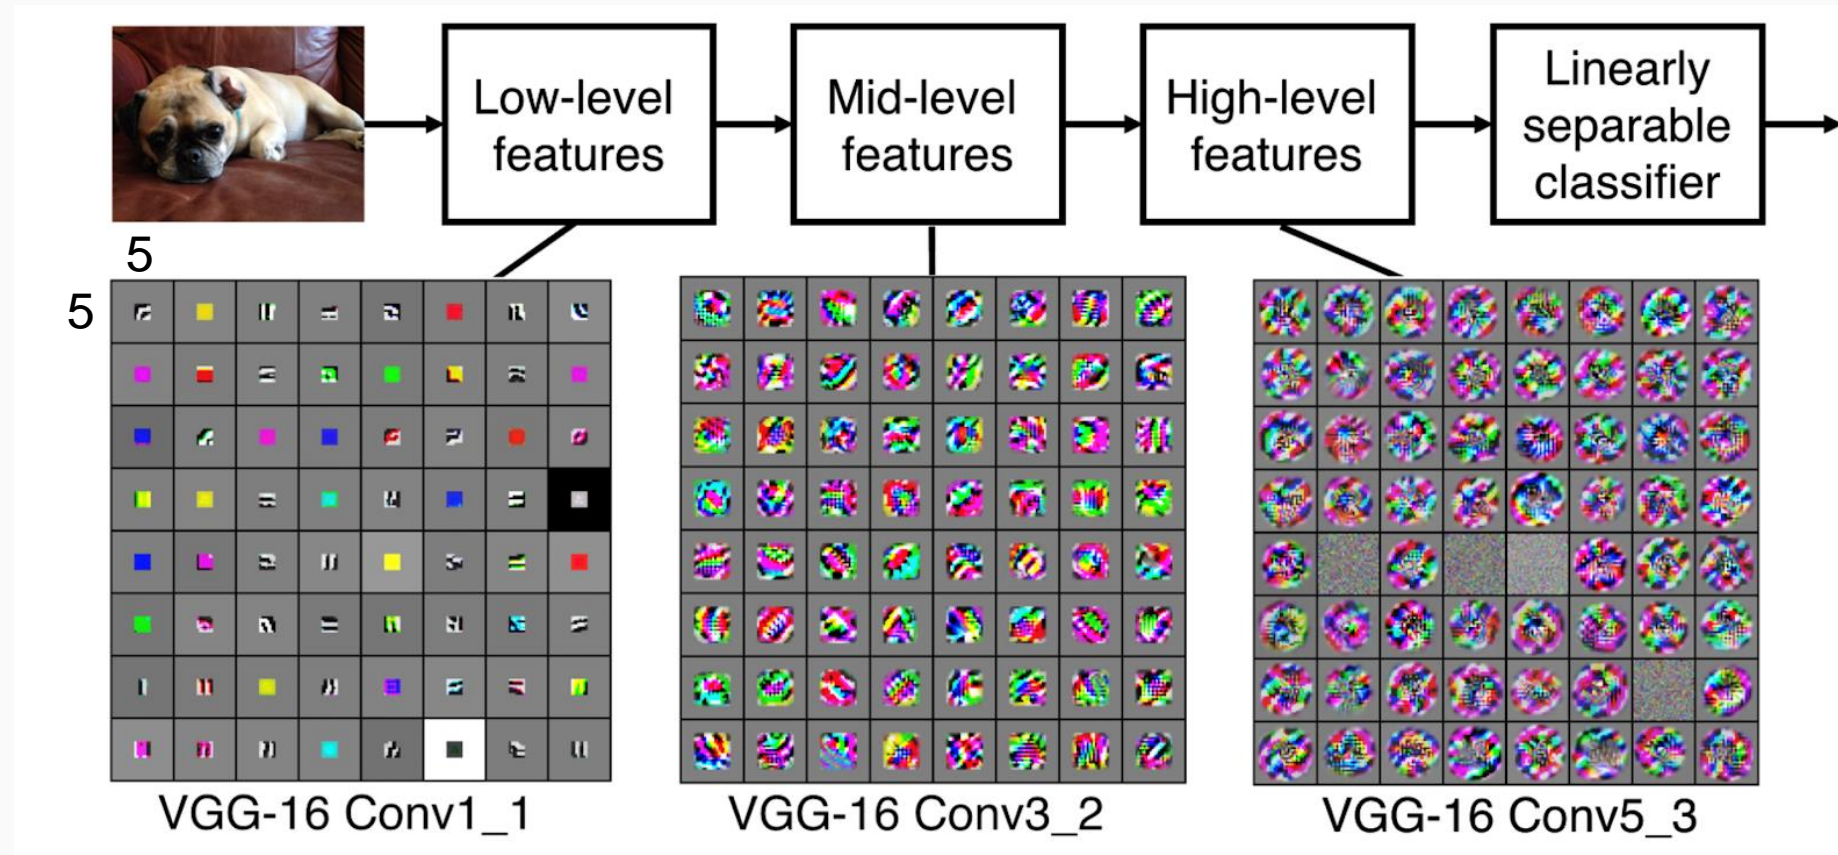 Low-level
features
Mid-level
features
High-level
features
Linearly
separable
classifier
5
5
VGG-16 Conv1_1
VGG-16 Conv3_2
VGG-16 Conv5_3